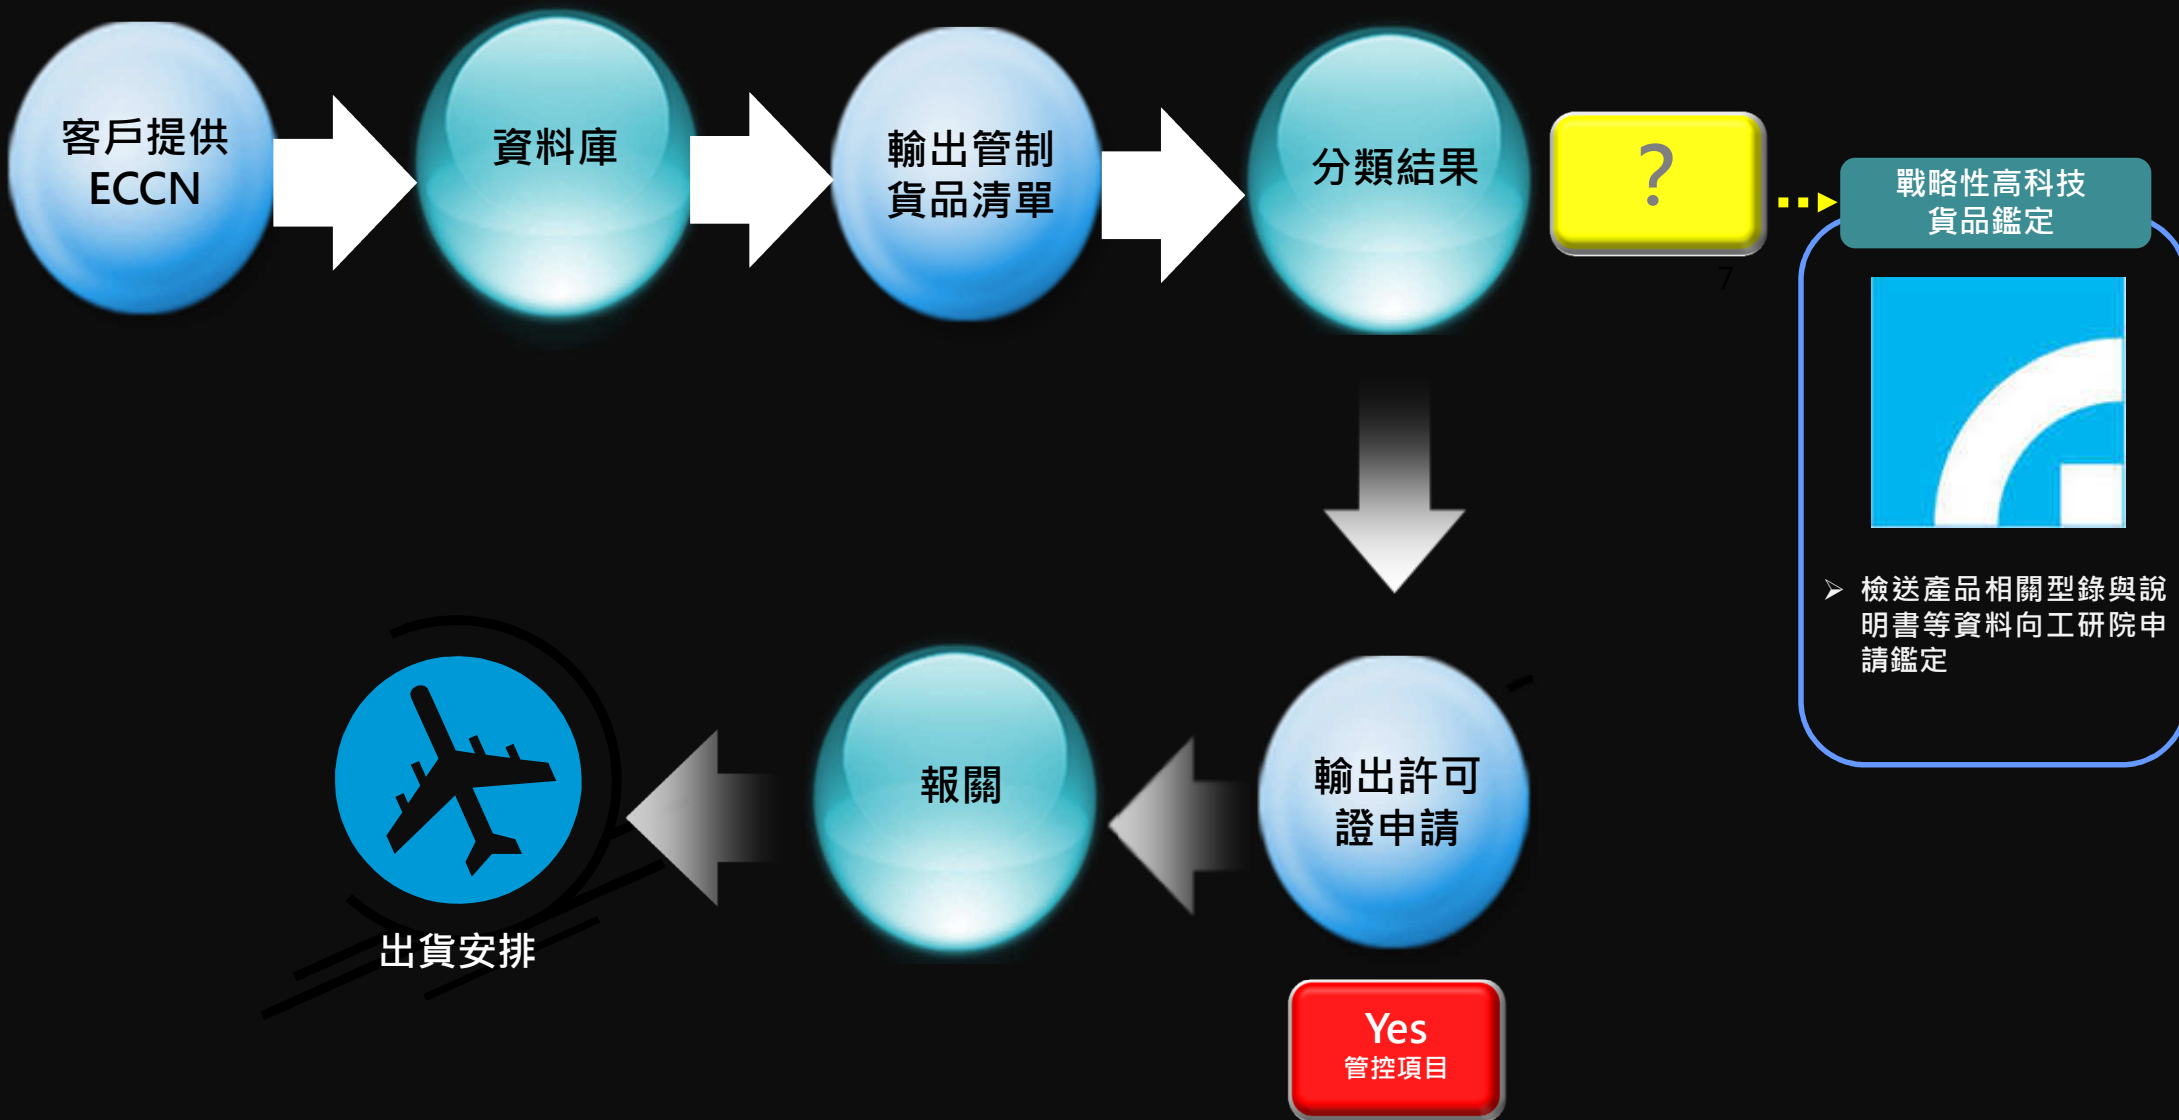 客戶提供
ECCN
資料庫
輸出管制
貨品清單
分類結果
?
7
戰略性高科技
貨品鑑定
➢ 檢送產品相關型錄與說
明書等資料向工研院申
請鑑定
輸出許可
證申請
Yes
管控項目
報關
出貨安排